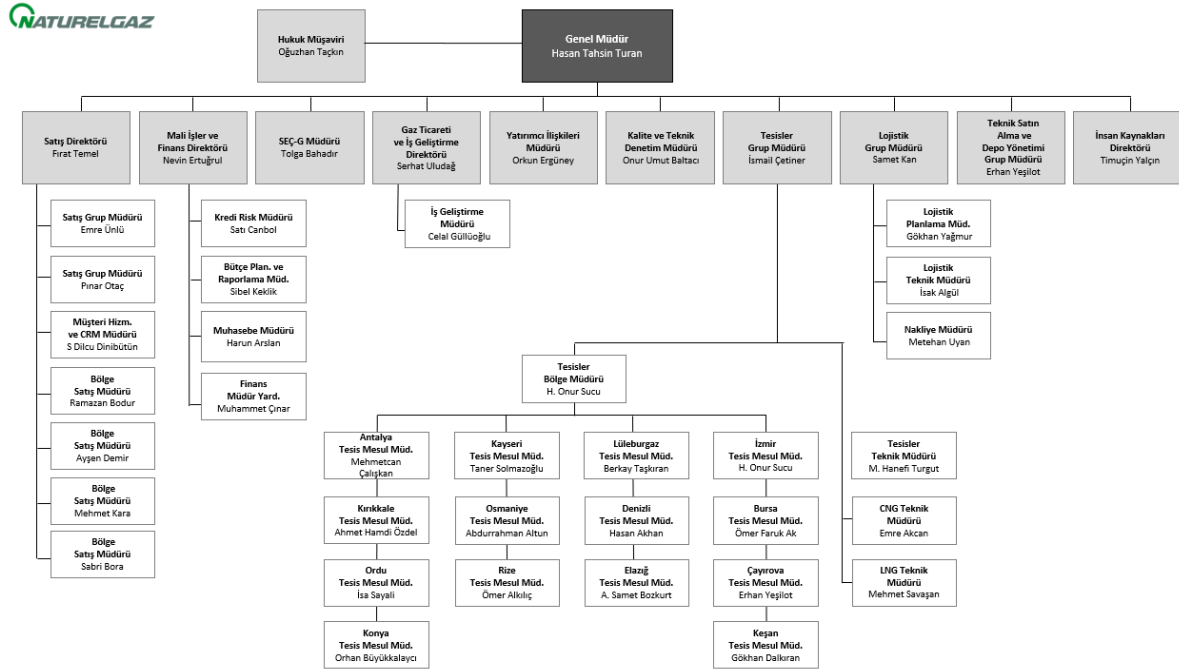 NATURELGAZ
Hukuk Müşaviri
Oğuzhan Taçkın
Genel Müdür
Hasan Tahsin Turan
Satış Direktörü
Fırat Temel
Mali İşler ve
Finans Direktörü
Nevin Ertuğrul
SEÇ-G Müdürü
Tolga Bahadır
Gaz Ticareti
ve İş Geliştirme
Direktörü
Serhat Uludağ
Yatırımcı İlişkileri
Müdürü
Orkun Ergüney
Kalite ve Teknik
Denetim Müdürü
Onur Umut Baltacı
Tesisler
Grup Müdürü
İsmail Çetiner
Lojistik
Grup Müdürü
Samet Kan
Teknik Satın
Alma ve
Depo Yönetimi
Grup Müdürü
Erhan Yeşilot
İnsan Kaynakları
Direktörü
Timuçin Yalçın
Satış Grup Müdürü
Emre Ünlü
Satış Grup Müdürü
Pınar Otaç
Müşteri Hizm.
ve CRM Müdürü
S Dilcu Dinibütün
Bölge
Satış Müdürü
Ramazan Bodur
Bölge
Satış Müdürü
Ayşen Demir
Bölge
Satış Müdürü
Mehmet Kara
Bölge
Satış Müdürü
Sabri Bora
Kredi Risk Müdürü
Satı Canbol
Bütçe Plan. ve
Raporlama Müd.
Sibel Keklik
Muhasebe Müdürü
Harun Arslan
Finans
Müdür Yard.
Muhammet Çınar
İş Geliştirme
Müdürü
Celal Güllüoğlu
Tesisler
Bölge Müdürü
H. Onur Sucu
Antalya
Tesis Mesul Müd.
Mehmetcan
Çalışkan
Kırıkkale
Tesis Mesul Müd.
Ahmet Hamdi Özdel
Ordu
Tesis Mesul Müd.
İsa Sayali
Konya
Tesis Mesul Müd.
Orhan Büyükkalaycı
Kayseri
Tesis Mesul Müd.
Taner Solmazoğlu
Osmaniye
Tesis Mesul Müd.
Abdurrahman Altun
Rize
Tesis Mesul Müd.
Ömer Alkılıç
Lüleburgaz
Tesis Mesul Müd.
Berkay Taşkıran
Denizli
Tesis Mesul Müd.
Hasan Akhan
Elazığ
Tesis Mesul Müd.
A. Samet Bozkurt
İzmir
Tesis Mesul Müd.
H. Onur Sucu
Bursa
Tesis Mesul Müd.
Ömer Faruk Ak
Çayırova
Tesis Mesul Müd.
Erhan Yeşilot
Keşan
Tesis Mesul Müd.
Gökhan Dalkıran
Tesisler
Teknik Müdürü
M. Hanefi Turgut
CNG Teknik
Müdürü
Emre Akcan
LNG Teknik
Müdürü
Mehmet Savaşan
Lojistik
Planlama Müd.
Gökhan Yağmur
Lojistik
Teknik Müdürü
İsak Algül
Nakliye Müdürü
Metehan Uyan